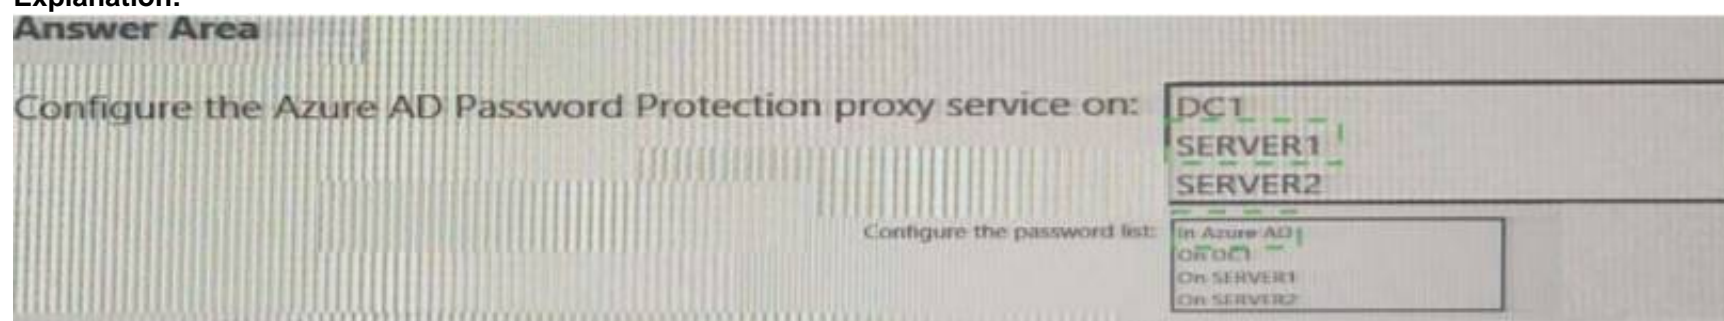 Explanation:
Answer Area
Configure the Azure AD Password Protection proxy service on:
DC1
SERVER1
SERVER2
Configure the password list:
In Azure AD
On DC1
On SERVER1
On SERVER2